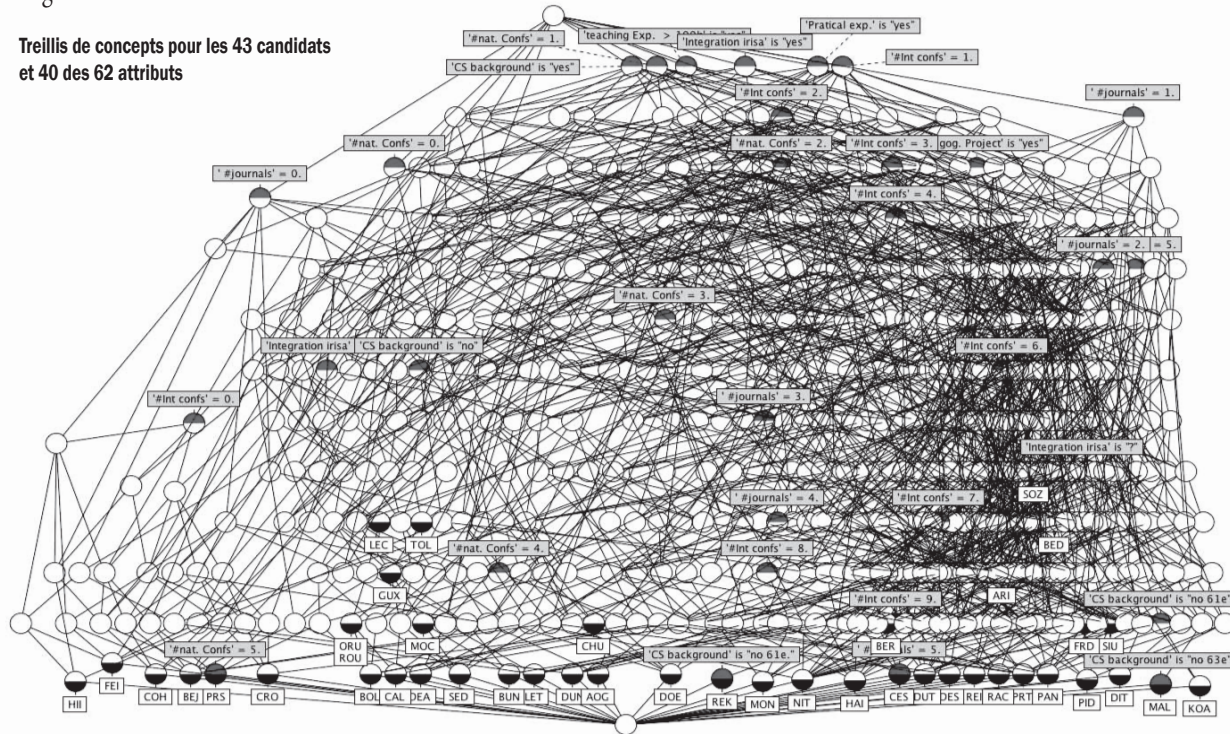 Treillis de concepts pour les 43 candidats
et 40 des 62 attributs
'#nat. Confs' = 1.
'teaching Exp. >
"yes"
'Integration irisa' is "yes"
'Pratical exp.' is "yes"
'CS background' is "yes"
'#Int confs' = 1.
'#Int confs' = 2.
' #journals' = 1.
'#nat. Confs' = 0.
'#nat. Confs' = 2.
'#Int confs' = 3.
gog. Project' is "yes"
' #journals' = 0.
'#Int confs' = 4.
' #journals' = 2.
= 5.
'#nat. Confs' = 3.
'Integration irisa'
'CS background' is "no"
'#Int confs' = 6.
'#Int confs' = 0.
' #journals' = 3.
'Integration irisa' is "?"
' #journals' = 4.
'#Int confs' = 7.
SOZ
LEC
TOL
BED
'#nat. Confs' = 4.
'#Int confs' = 8.
GUX
ARI
'#Int confs' = 9.
'CS background' is "no 61e"
ORU
ROU
MOC
CHU
BER
FRD
SIU
'#nat. Confs' = 5.
'CS background' is "no 61e."
' #
als' = 5.
'CS background' is "no 63e"
HII
FEI
COH
BEJ
PRS
CRO
BOL
CAL
DEA
SED
BUN
LET
DUN
AOG
DOE
REK
MON
NIT
HAI
CES
DUT
DES
RAC
PRT
PAN
PID
DIT
MAL
KOA